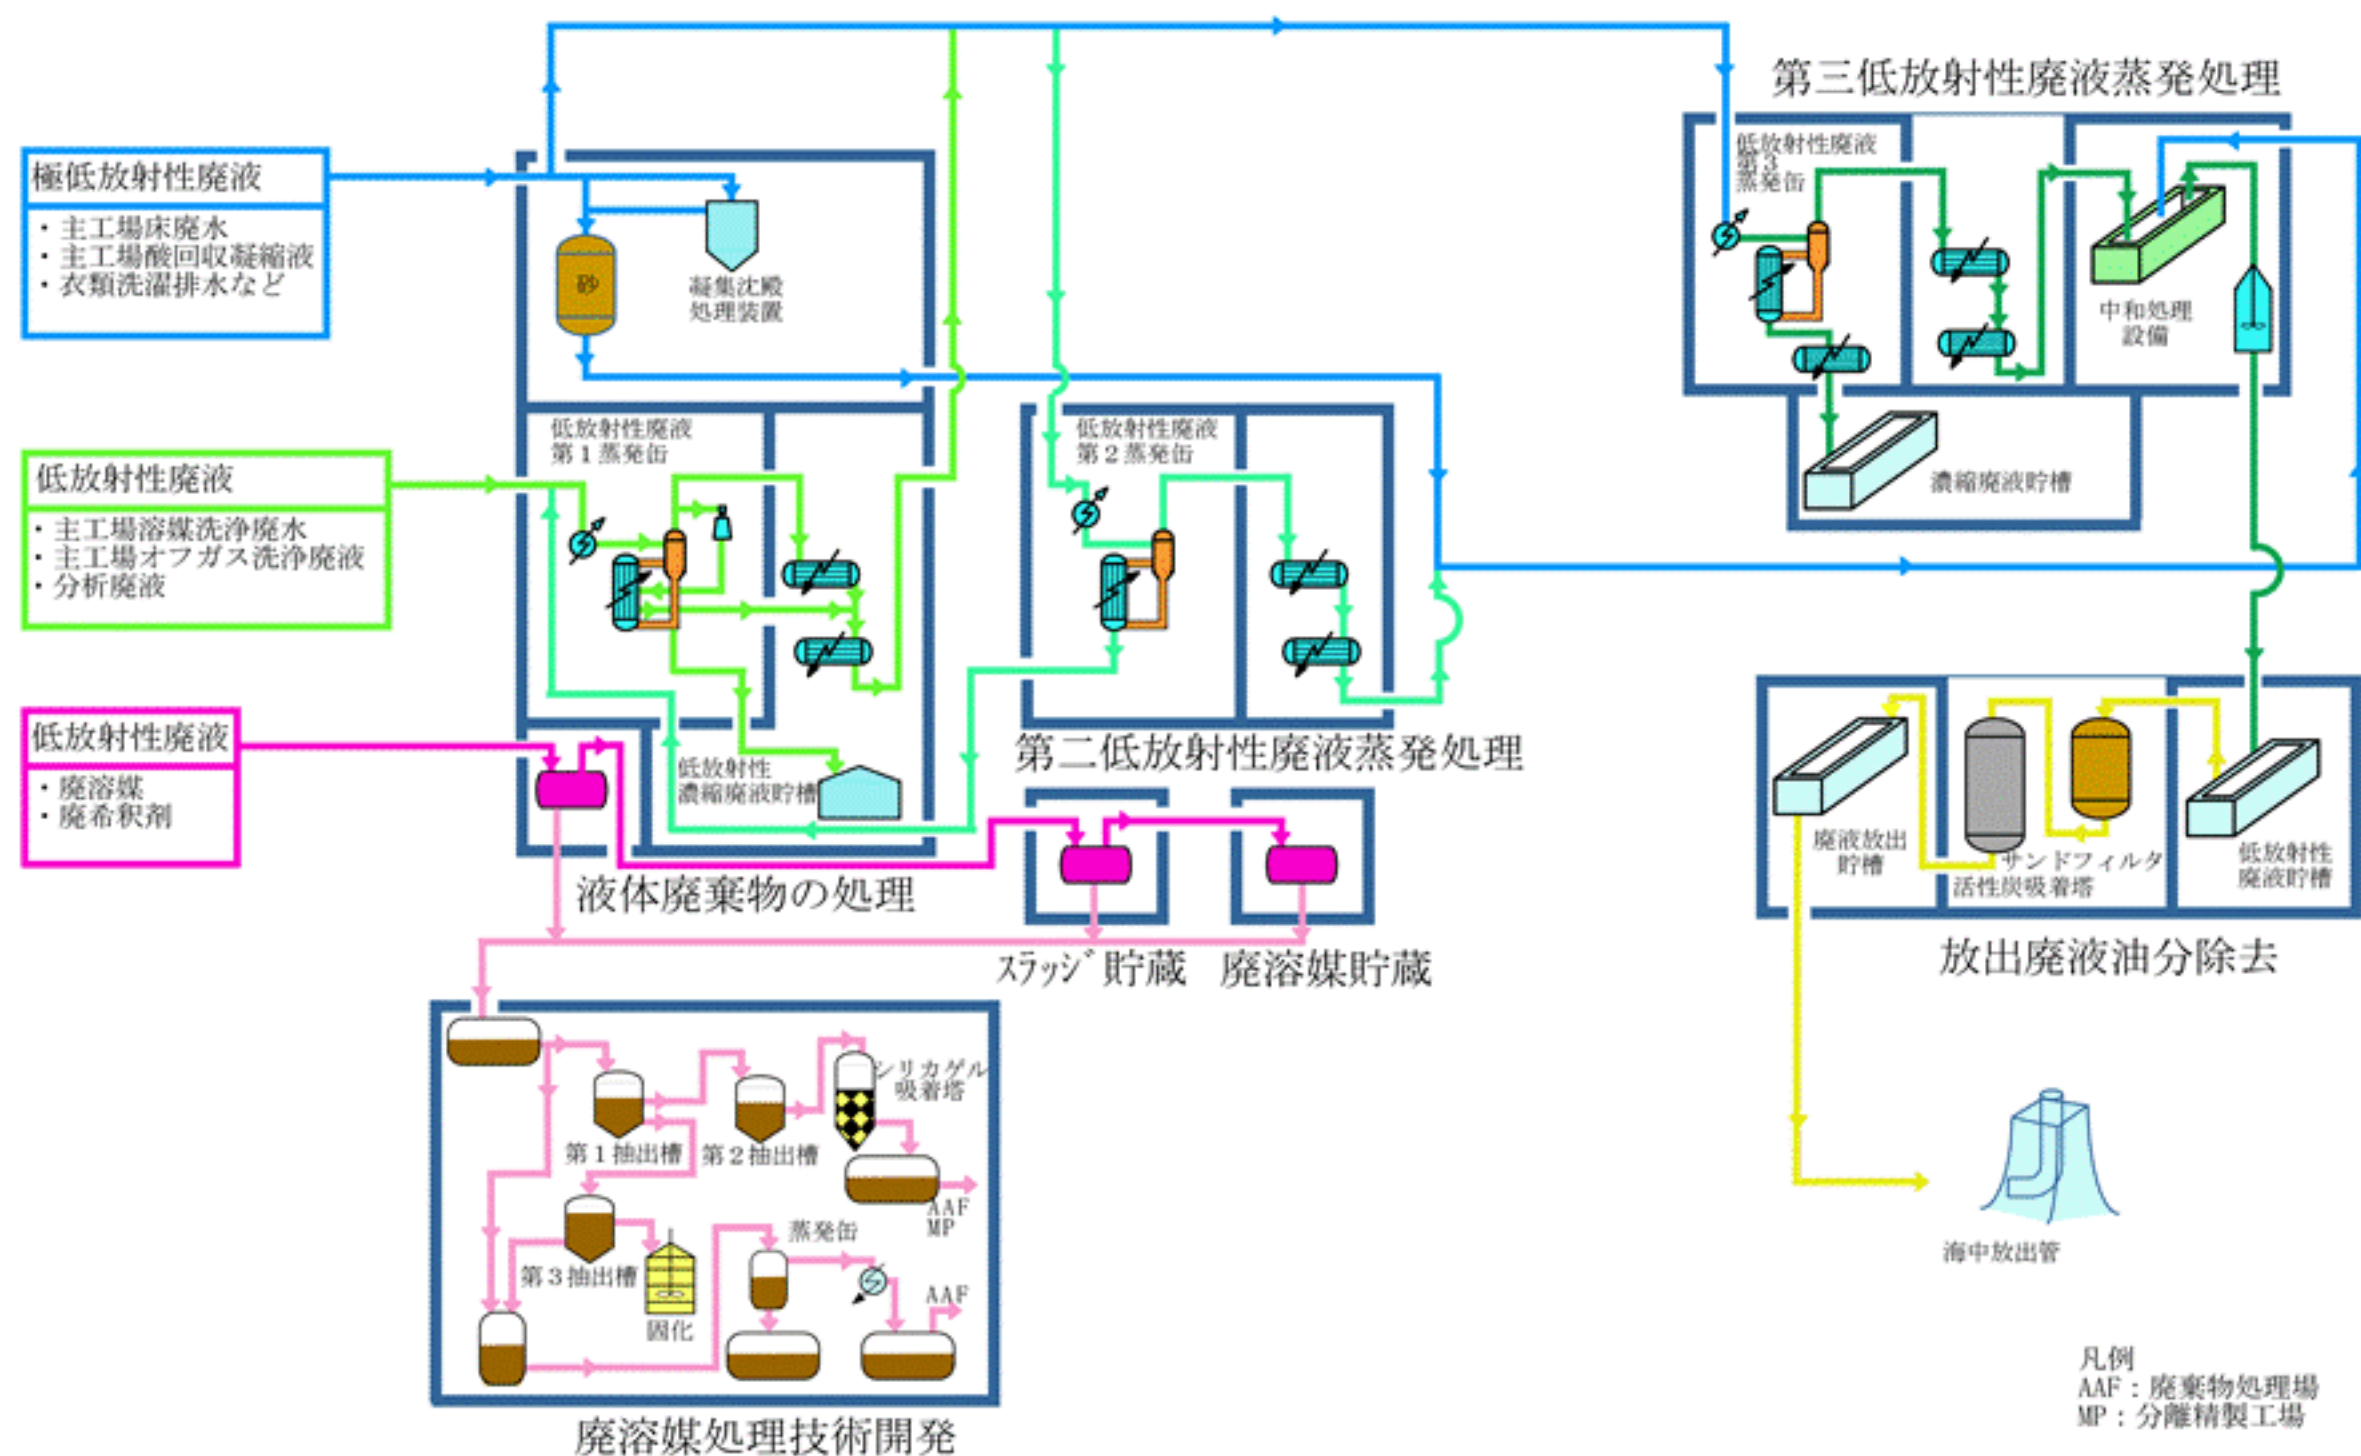 第三低放射性廃液蒸発処理
極低放射性廃液
・主工場床廃水
・主工場酸回収凝縮液
・衣類洗濯排水など
砂
凝集沈殿
処理装置
低放射性廃液
第3
蒸発缶
中和処理
設備
濃縮廃液貯槽
低放射性廃液
・主工場溶媒洗浄廃水
・主工場オフガス洗浄廃液
・分析廃液
低放射性廃液
第1蒸発缶
低放射性廃液
第2蒸発缶
低放射性廃液
・廃溶媒
・廃希釈剤
低放射性
濃縮廃液貯槽
液体廃棄物の処理
第二低放射性廃液蒸発処理
スラッジ貯蔵
廃溶媒貯蔵
廃液放出
貯槽
サンドフィルタ
活性炭吸着塔
低放射性
廃液貯槽
放出廃液油分除去
シリカゲル
吸着塔
第1抽出槽
第2抽出槽
AAF
MP
第3抽出槽
固化
蒸発缶
AAF
廃溶媒処理技術開発
海中放出管
凡例
AAF：廃棄物処理場
MP：分離精製工場